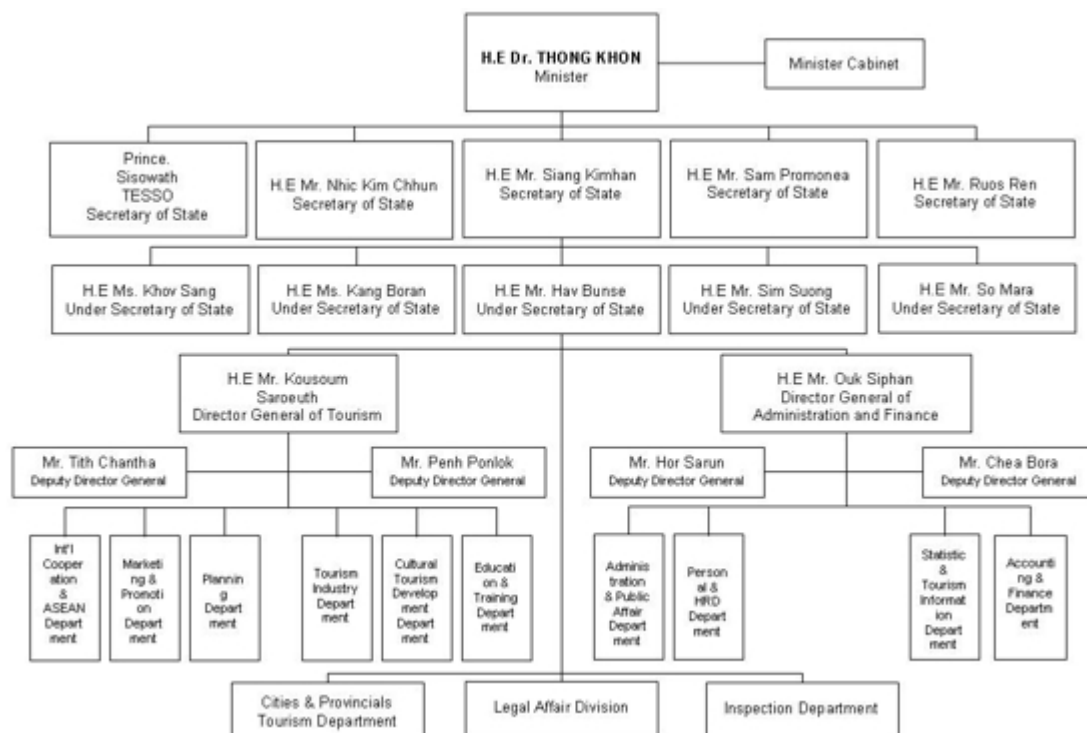 H.E Dr. THONG KHON
Minister
Minister Cabinet
Prince.
Sisowath
TESSO
Secretary of State
H.E Mr. Nhic Kim Chhun
Secretary of State
H.E Mr. Siang Kimhan
Secretary of State
H.E Mr. Sam Promonea
Secretary of State
H.E Mr. Ruos Ren
Secretary of State
H.E Ms. Khov Sang
Under Secretary of State
H.E Ms. Kang Boran
Under Secretary of State
H.E Mr. Hav Bunse
Under Secretary of State
H.E Mr. Sim Suong
Under Secretary of State
H.E Mr. So Mara
Under Secretary of State
H.E Mr. Kousoum
Saroeuth
Director General of Tourism
H.E Mr. Ouk Siphan
Director General of
Administration and Finance
Mr. Tith Chantha
Deputy Director General
Mr. Penh Ponlok
Deputy Director General
Mr. Hor Sarun
Deputy Director General
Mr. Chea Bora
Deputy Director General
Int'l
Cooper
ation
&
ASEAN
Depart
ment
Marketi
ng &
Promoti
on
Depart
ment
Plannin
g
Depart
ment
Tourism
Industry
Depart
ment
Cultural
Tourism
Develop
ment
Depart
ment
Educati
on &
Training
Depart
ment
Adminis
tration
& Public
Affair
Depart
ment
Person
al &
HRD
Depart
ment
Statistic
&
Tourism
Informat
ion
Depart
ment
Accounti
ng &
Finance
Departm
ent
Cities & Provincials
Tourism Department
Legal Affair Division
Inspection Department